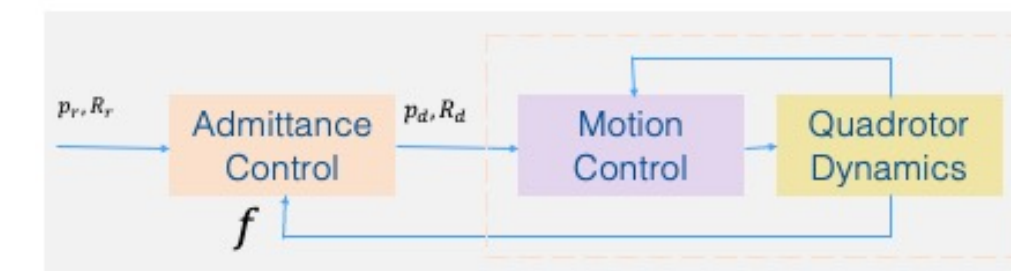 p_r, R_r
Admittance
Control
p_d, R_d
Motion
Control
Quadrotor
Dynamics
f